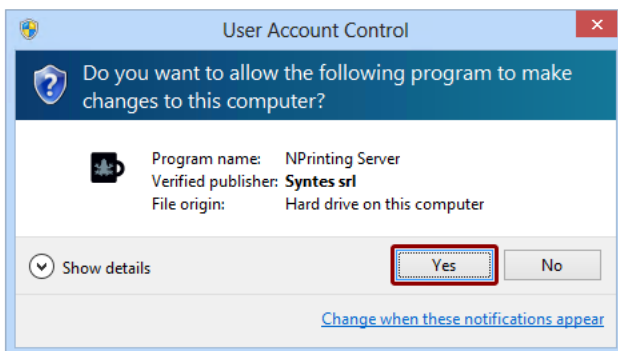 User Account Control
Do you want to allow the following program to make
changes to this computer?
Program name: NPrinting Server
Verified publisher: Syntes srl
File origin: Hard drive on this computer
Show details
Yes
No
Change when these notifications appear